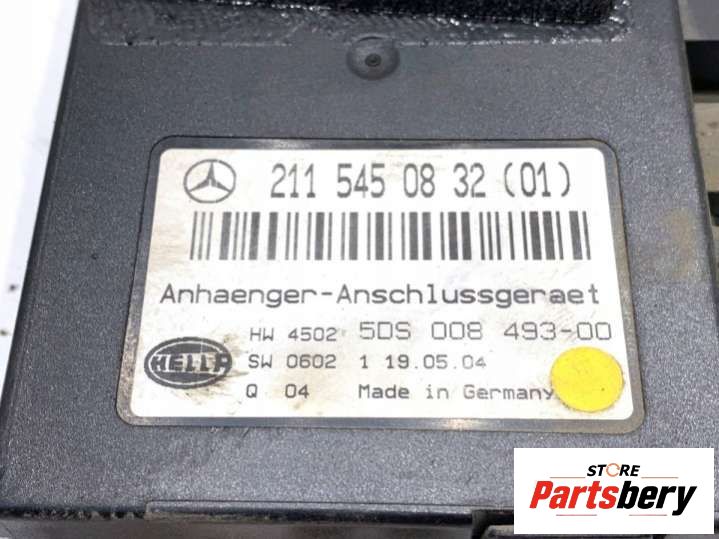 211 545 08 32 (01)
Anhaenger-Anschlussgeraet
HW 4502 5DS 008 493-00
HELLA
SW 0602 1 19.05.04
Q 04 Made in Germany
STORE
Partsbery